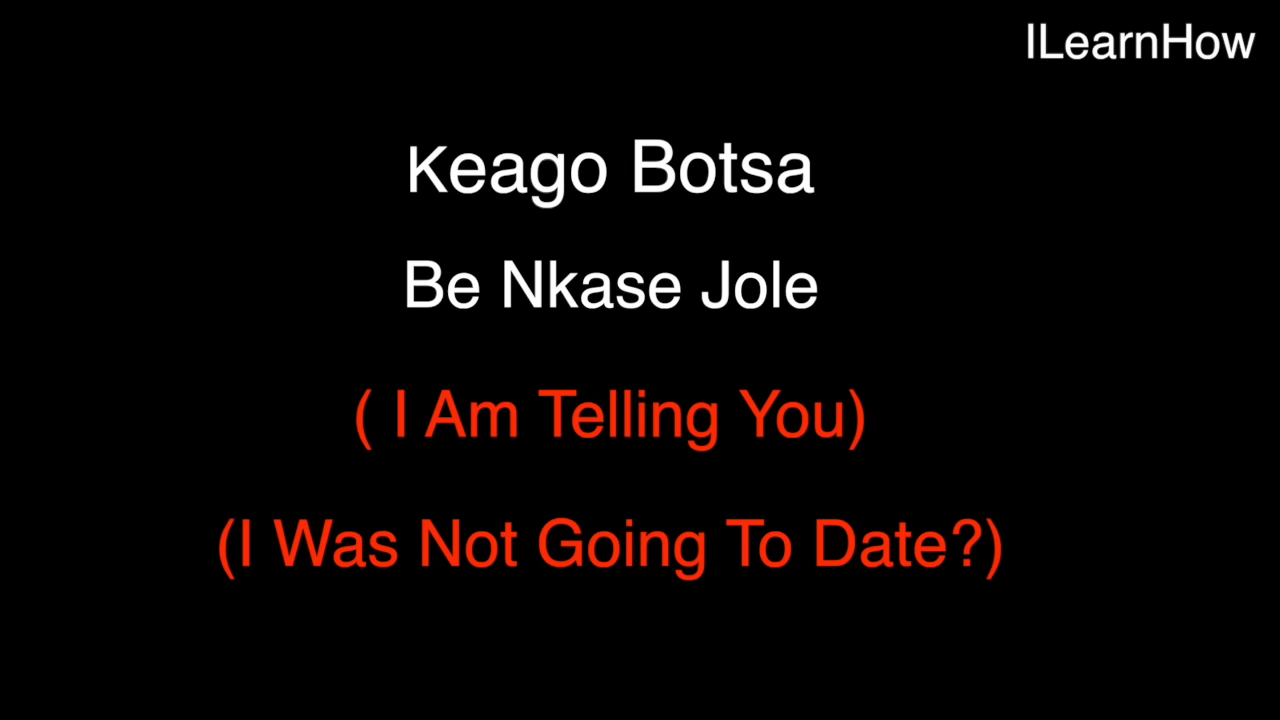 ILearnHow
Keago Botsa
Be Nkase Jole
( I Am Telling You)
(I Was Not Going To Date?)